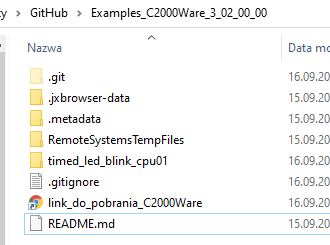 ty > GitHub > Examples_C2000Ware_3_02_00_00
Nazwa Data mo
.git 16.09.20
.jxbrowser-data 15.09.20
.metadata 15.09.20
RemoteSystemsTempFiles 15.09.20
timed_led_blink_cpu01 15.09.20
.gitignore 16.09.20
link_do_pobrania_C2000Ware 16.09.20
README.md 15.09.20